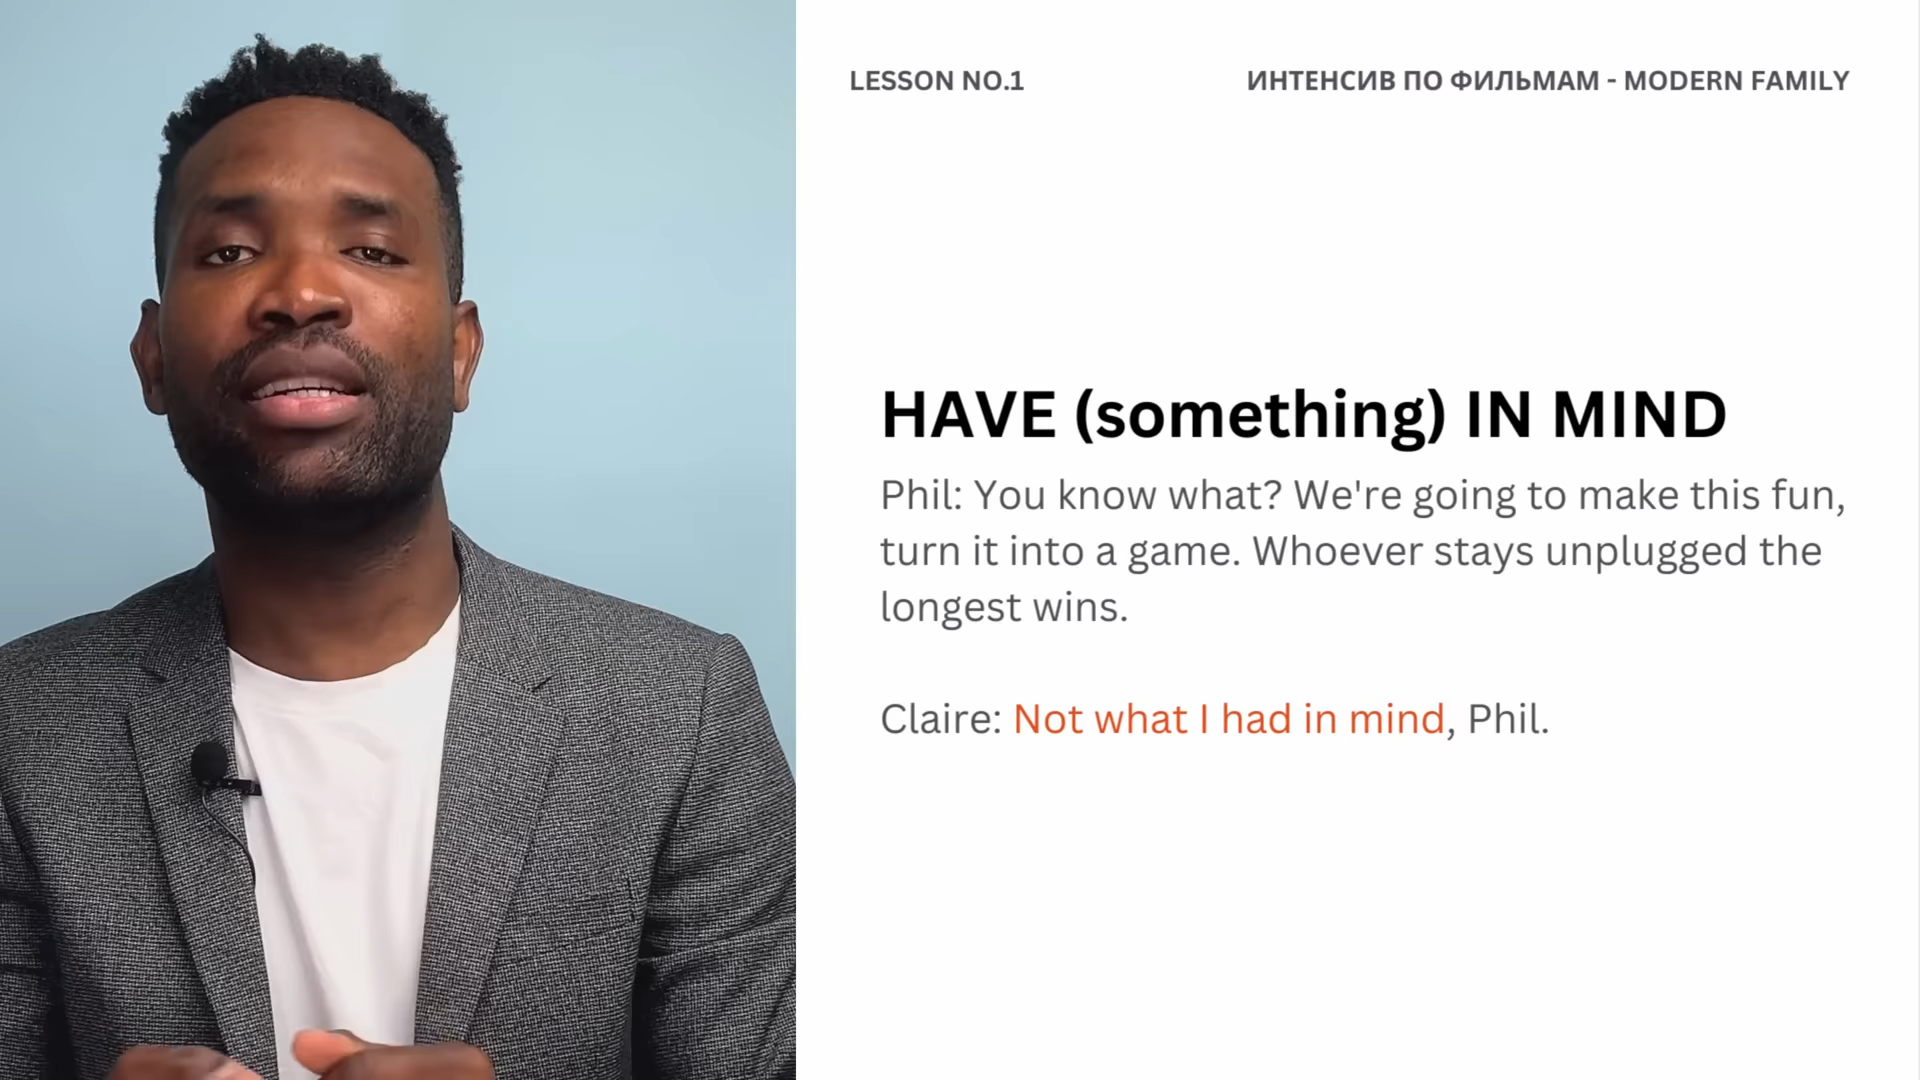 LESSON NO.1
ИНТЕНСИВ ПО ФИЛЬМАМ - MODERN FAMILY
HAVE (something) IN MIND
Phil: You know what? We're going to make this fun,
turn it into a game. Whoever stays unplugged the
longest wins.
Claire: Not what I had in mind, Phil.